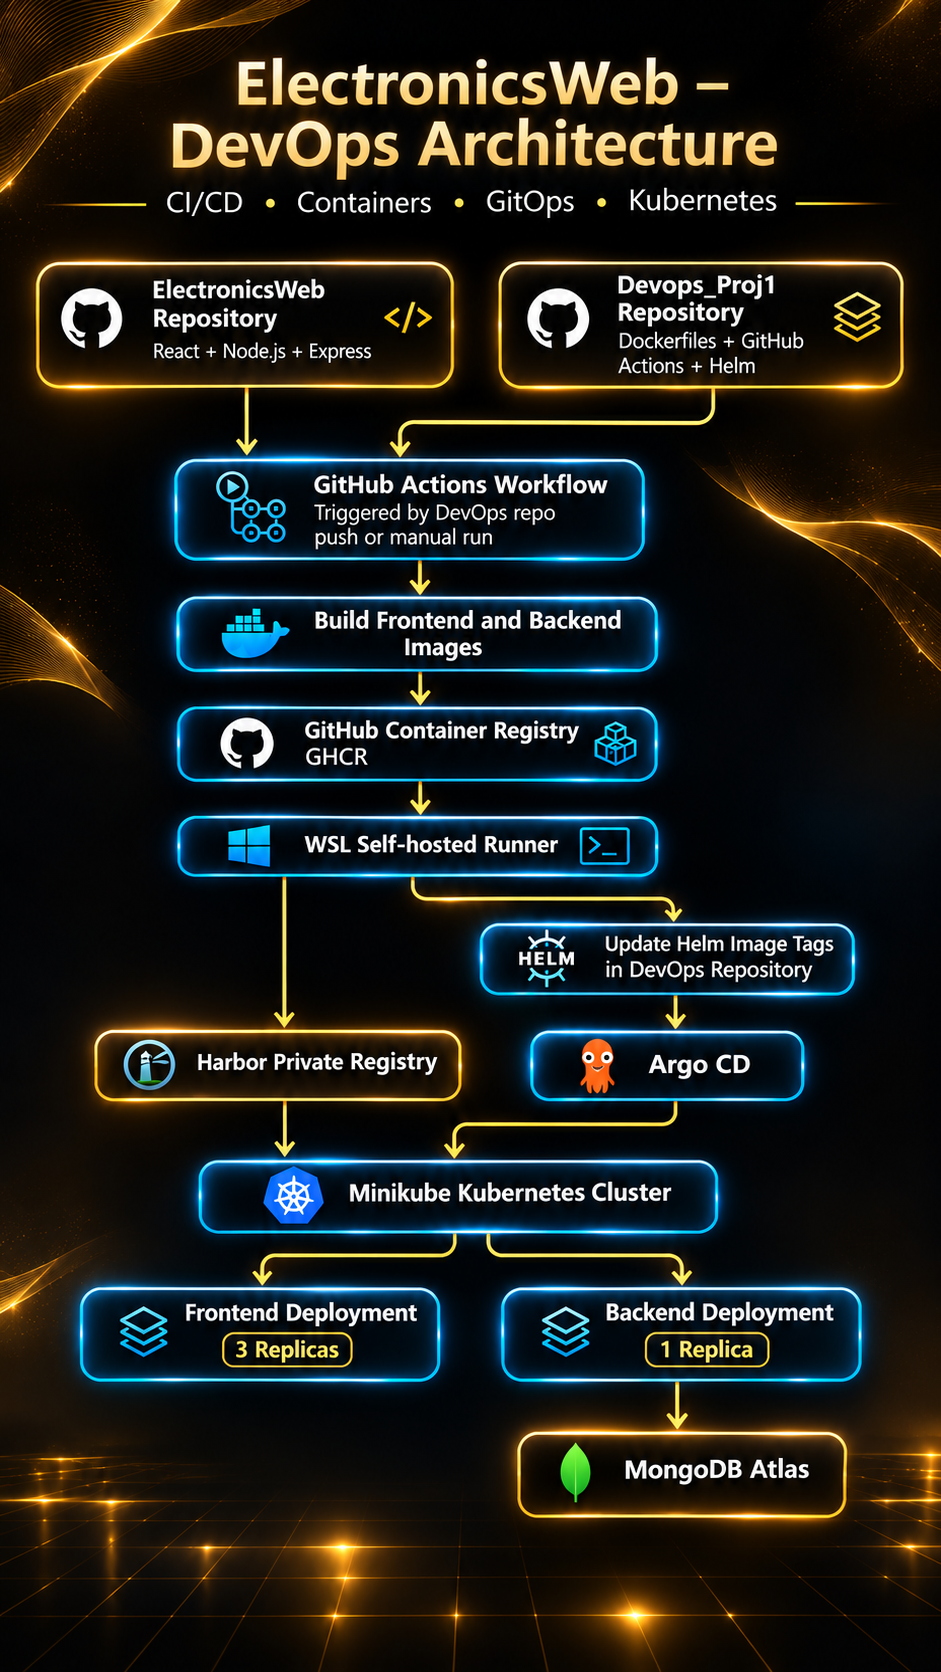 ElectronicsWeb –
DevOps Architecture
CI/CD • Containers • GitOps • Kubernetes
ElectronicsWeb
Repository
React + Node.js + Express
</>
Devops_Proj1
Repository
Dockerfiles + GitHub
Actions + Helm
GitHub Actions Workflow
Triggered by DevOps repo
push or manual run
Build Frontend and Backend
Images
GitHub Container Registry
GHCR
WSL Self-hosted Runner
>_
HELM
Update Helm Image Tags
in DevOps Repository
Harbor Private Registry
Argo CD
Minikube Kubernetes Cluster
Frontend Deployment
3 Replicas
Backend Deployment
1 Replica
MongoDB Atlas